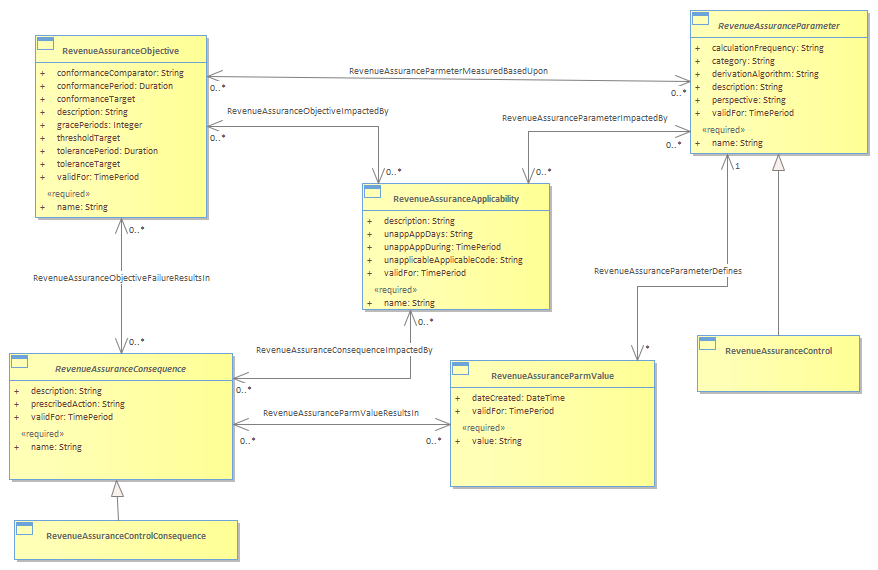 RevenueAssuranceObjective
+ conformanceComparator: String
+ conformancePeriod: Duration
+ conformanceTarget
+ description: String
+ gracePeriods: Integer
+ thresholdTarget
+ tolerancePeriod: Duration
+ toleranceTarget
+ validFor: TimePeriod
«required»
+ name: String
RevenueAssuranceParameter
+ calculationFrequency: String
+ category: String
+ derivationAlgorithm: String
+ description: String
+ perspective: String
+ validFor: TimePeriod
«required»
+ name: String
RevenueAssuranceParmeterMeasuredBasedUpon
0..*
0..*
RevenueAssuranceObjectiveImpactedBy
0..*
0..*
RevenueAssuranceParameterImpactedBy
0..*
0..*
RevenueAssuranceApplicability
+ description: String
+ unappAppDays: String
+ unappAppDuring: TimePeriod
+ unapplicableApplicableCode: String
+ validFor: TimePeriod
«required»
+ name: String
1
RevenueAssuranceParameterDefines
*
0..*
RevenueAssuranceObjectiveFailureResultsIn
0..*
0..*
RevenueAssuranceConsequenceImpactedBy
0..*
RevenueAssuranceControl
RevenueAssuranceConsequence
+ description: String
+ prescribedAction: String
+ validFor: TimePeriod
«required»
+ name: String
RevenueAssuranceParmValueResultsIn
0..*
0..*
RevenueAssuranceParmValue
+ dateCreated: DateTime
+ validFor: TimePeriod
«required»
+ value: String
RevenueAssuranceControlConsequence